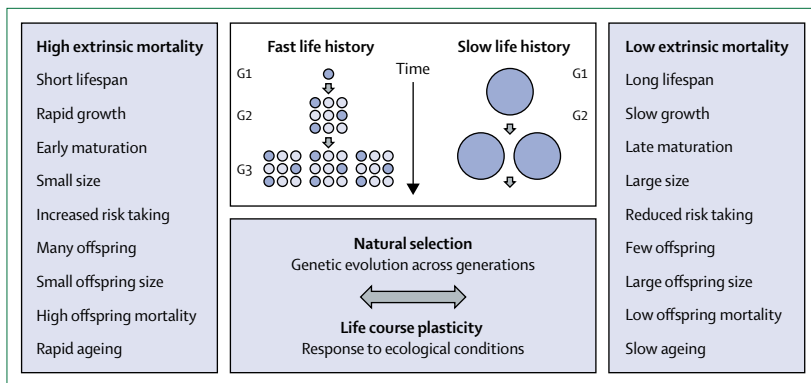 High extrinsic mortality
Short lifespan
Rapid growth
Early maturation
Small size
Increased risk taking
Many offspring
Small offspring size
High offspring mortality
Rapid ageing
Fast life history
G1
G2
G3
Time
Slow life history
G1
G2
Natural selection
Genetic evolution across generations
Life course plasticity
Response to ecological conditions
Low extrinsic mortality
Long lifespan
Slow growth
Late maturation
Large size
Reduced risk taking
Few offspring
Large offspring size
Low offspring mortality
Slow ageing